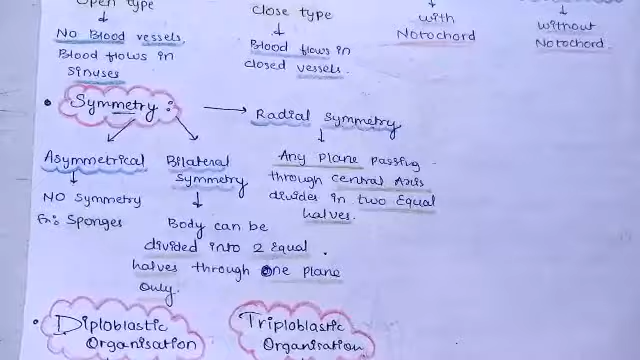 Open type
↓
No Blood vessels.
Blood flows in
sinuses
Close type
↓
Blood flows in
closed vessels.
↓
with
Notochord
↓
without
Notochord.
• Symmetry : → Radial symmetry
Asymmetrical
↓
NO Symmetry
Ex: Sponges
Bilateral
Symmetry
↓
Body can be
divided into 2 Equal
halves through One plane
only.
↓
Any plane passing
through central Axis
divides in two Equal
halves.
• Diploblastic
Organisation
Triploblastic
Organisation